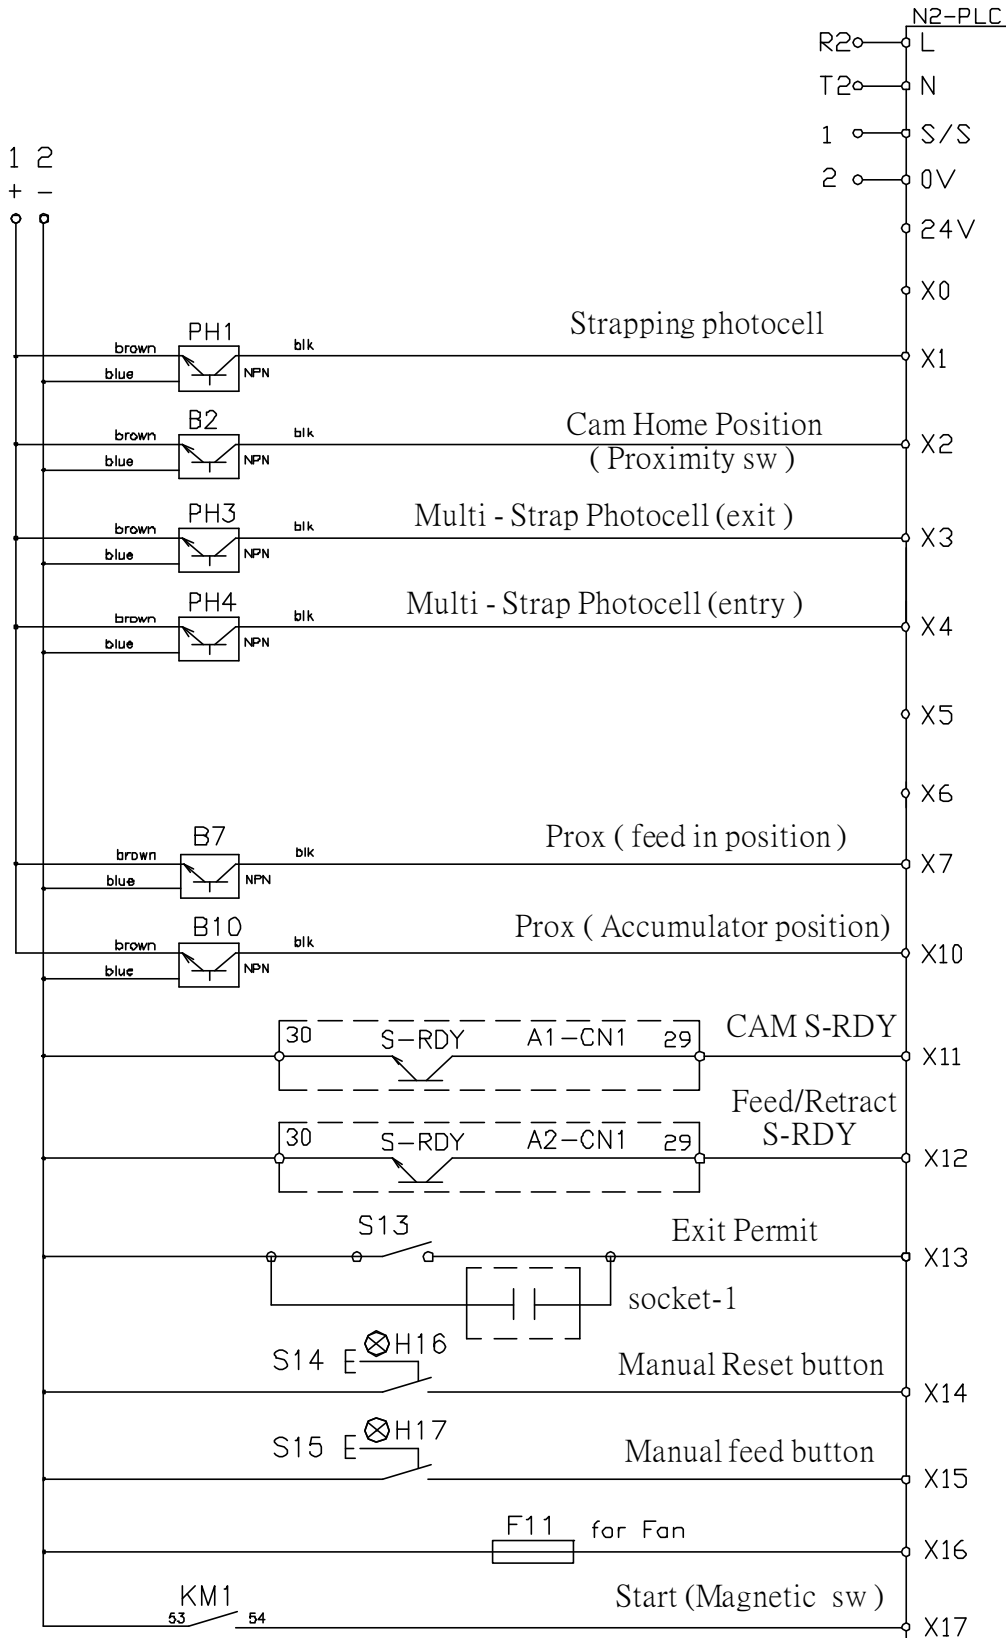 N2-PLC
R2 L
T2 N
1 S/S
2 0V
24V
1 2
+ -
X0
PH1 Strapping photocell
brown blk X1
blue NPN
B2 Cam Home Position
brown blk X2
blue NPN ( Proximity sw )
PH3 Multi - Strap Photocell (exit )
brown blk X3
blue NPN
PH4 Multi - Strap Photocell (entry )
brown blk X4
blue NPN
X5
X6
B7 Prox ( feed in position )
brown blk X7
blue NPN
B10 Prox ( Accumulator position)
brown blk X10
blue NPN
30 S-RDY A1-CN1 29 CAM S-RDY
X11
Feed/Retract
30 S-RDY A2-CN1 29 S-RDY
X12
S13 Exit Permit
X13
socket-1
H16
S14 E Manual Reset button
X14
H17
S15 E Manual feed button
X15
F11 for Fan
X16
KM1 Start (Magnetic sw )
53 54 X17